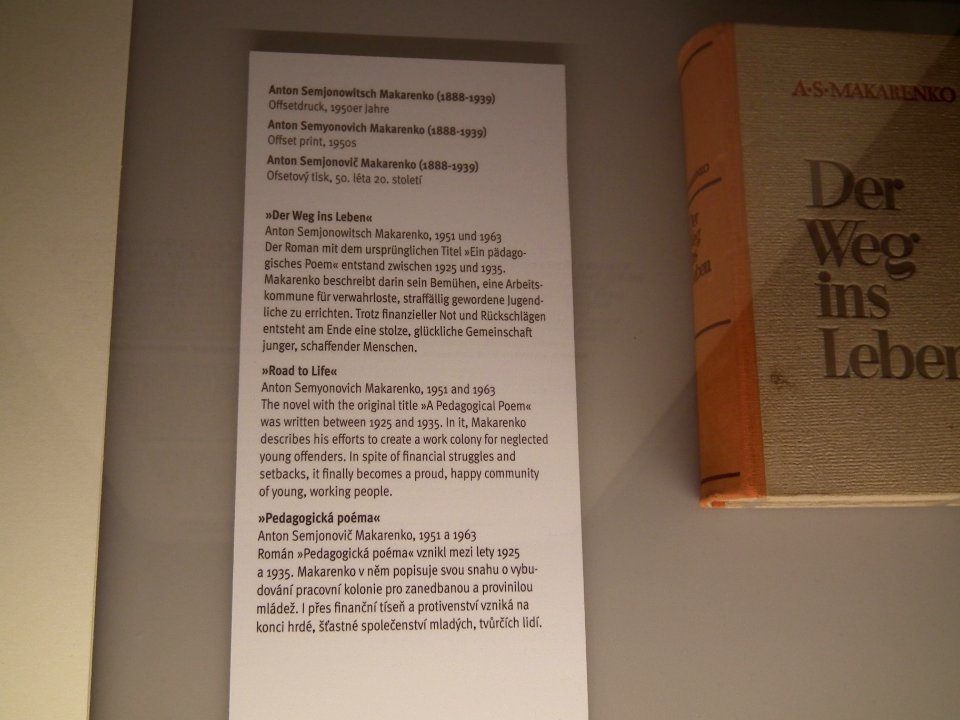 Anton Semjonowitsch Makarenko (1888-1939)
Offsetdruck, 1950er Jahre
Anton Semyonovich Makarenko (1888-1939)
Offset print, 1950s
Anton Semjonovič Makarenko (1888-1939)
Ofsetový tisk, 50. léta 20. století
»Der Weg ins Leben«
Anton Semjonowitsch Makarenko, 1951 und 1963
Der Roman mit dem ursprünglichen Titel »Ein pädago-
gisches Poem« entstand zwischen 1925 und 1935.
Makarenko beschreibt darin sein Bemühen, eine Arbeits-
kommune für verwahrloste, straffällig gewordene Jugend-
liche zu errichten. Trotz finanzieller Not und Rückschlägen
entsteht am Ende eine stolze, glückliche Gemeinschaft
junger, schaffender Menschen.
»Road to Life«
Anton Semyonovich Makarenko, 1951 and 1963
The novel with the original title »A Pedagogical Poem«
was written between 1925 and 1935. In it, Makarenko
describes his efforts to create a work colony for neglected
young offenders. In spite of financial struggles and
setbacks, it finally becomes a proud, happy community
of young, working people.
»Pedagogická poéma«
Anton Semjonovič Makarenko, 1951 a 1963
Román »Pedagogická poéma« vznikl mezi lety 1925
a 1935. Makarenko v něm popisuje svou snahu o vybu-
dování pracovní kolonie pro zanedbanou a provinilou
mládež. I přes finanční tíseň a protivenství vzniká na
konci hrdé, šťastné společenství mladých, tvůrčích lidí.
A·S·MAKARENKO
Der
Weg
ins
Leben